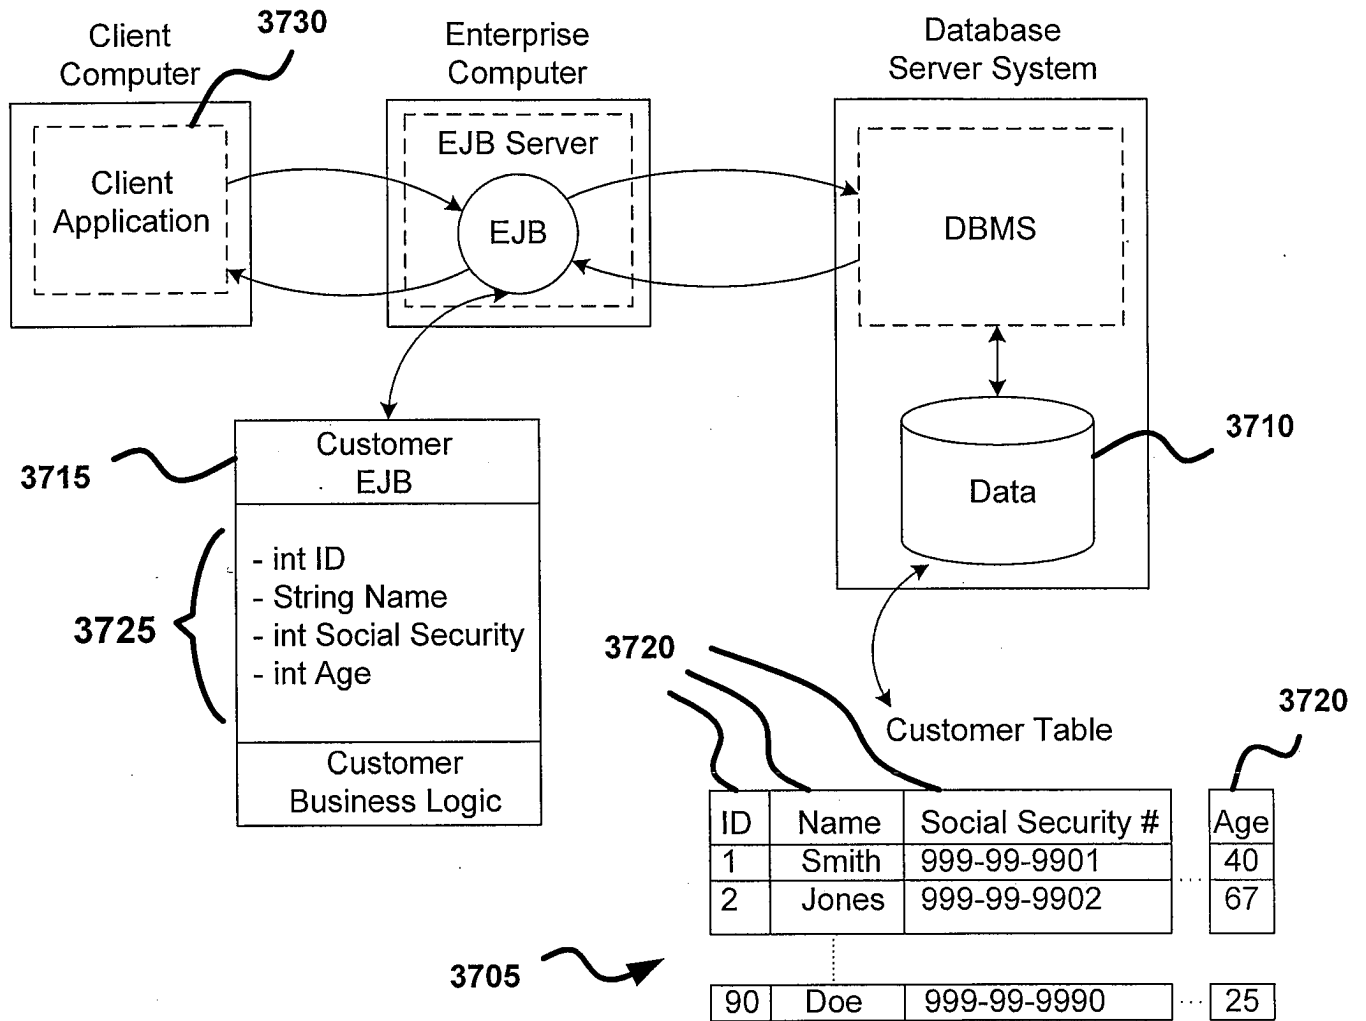 3730
Client
Computer
Enterprise
Computer
Database
Server System
Client
Application
EJB Server
EJB
DBMS
3710
Data
3715
Customer
EJB
- int ID
- String Name
- int Social Security
- int Age
3725
Customer
Business Logic
3720
3720
Customer Table
ID Name Social Security # Age
1 Smith 999-99-9901 ... 40
2 Jones 999-99-9902 67
3705
90 Doe 999-99-9990 ... 25